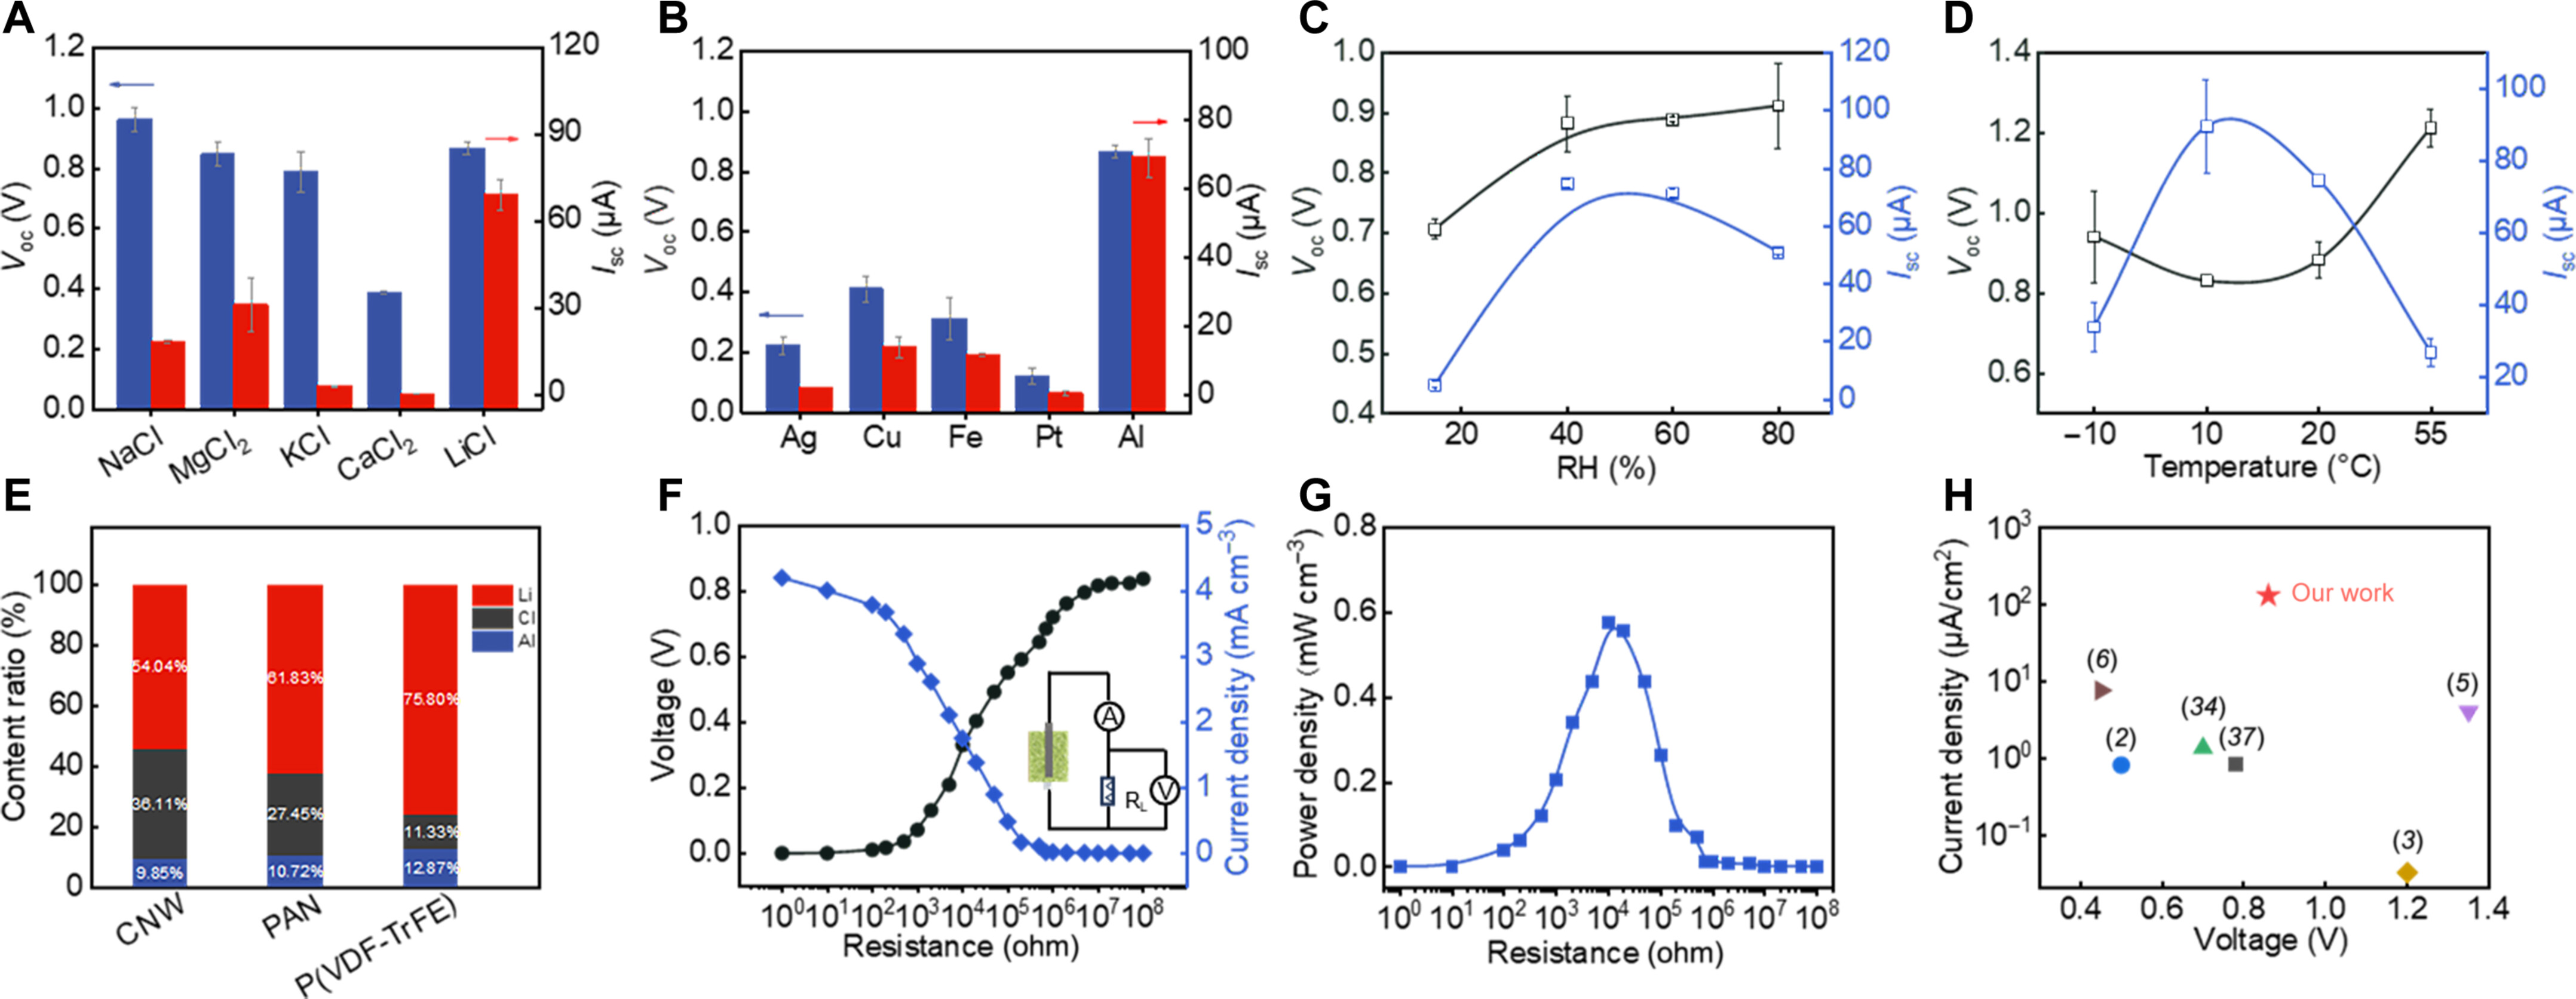 A
B
C
D
1.2
1.0
0.8
0.6
0.4
0.2
0.0
Voc (V)
120
90
60
30
0
Isc (µA)
NaCl
MgCl2
KCl
CaCl2
LiCl
1.2
1.0
0.8
0.6
0.4
0.2
0.0
Voc (V)
100
80
60
40
20
0
Isc (µA)
Ag
Cu
Fe
Pt
Al
1.0
0.9
0.8
0.7
0.6
0.5
0.4
Voc (V)
120
100
80
60
40
20
0
Isc (µA)
20
40
60
80
RH (%)
1.4
1.2
1.0
0.8
0.6
Voc (V)
100
80
60
40
20
Isc (µA)
−10
10
20
55
Temperature (°C)
E
F
G
H
100
80
60
40
20
0
Content ratio (%)
Li
Cl
Al
54.04%
36.11%
9.85%
61.83%
27.45%
10.72%
75.80%
11.33%
12.87%
CNW
PAN
P(VDF-TrFE)
1.0
0.8
0.6
0.4
0.2
0.0
Voltage (V)
5
4
3
2
1
0
Current density (mA cm−3)
A
V
RL
10^0 10^1 10^2 10^3 10^4 10^5 10^6 10^7 10^8
Resistance (ohm)
0.8
0.6
0.4
0.2
0.0
Power density (mW cm−3)
10^0 10^1 10^2 10^3 10^4 10^5 10^6 10^7 10^8
Resistance (ohm)
10^3
10^2
10^1
10^0
10^−1
Current density (µA/cm2)
Our work
(6)
(5)
(34)
(2)
(37)
(3)
0.4
0.6
0.8
1.0
1.2
1.4
Voltage (V)